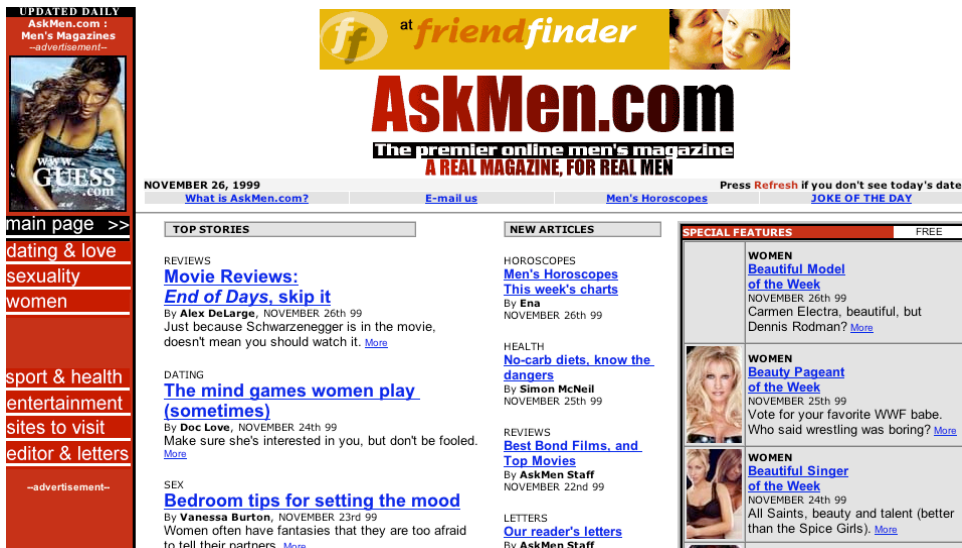 UPDATED DAILY
AskMen.com :
Men's Magazines
--advertisement--
www.
GUESS
.com
main page >>
dating & love
sexuality
women
sport & health
entertainment
sites to visit
editor & letters
--advertisement--
ff at friendfinder
AskMen.com
The premier online men's magazine
A REAL MAGAZINE, FOR REAL MEN
NOVEMBER 26, 1999
Press Refresh if you don't see today's date
What is AskMen.com? E-mail us Men's Horoscopes JOKE OF THE DAY
TOP STORIES
REVIEWS
Movie Reviews:
End of Days, skip it
By Alex DeLarge, NOVEMBER 26th 99
Just because Schwarzenegger is in the movie,
doesn't mean you should watch it. More
DATING
The mind games women play
(sometimes)
By Doc Love, NOVEMBER 24th 99
Make sure she's interested in you, but don't be fooled.
More
SEX
Bedroom tips for setting the mood
By Vanessa Burton, NOVEMBER 23rd 99
Women often have fantasies that they are too afraid
to tell their partners. More
NEW ARTICLES
HOROSCOPES
Men's Horoscopes
This week's charts
By Ena
NOVEMBER 26th 99
HEALTH
No-carb diets, know the
dangers
By Simon McNeil
NOVEMBER 25th 99
REVIEWS
Best Bond Films, and
Top Movies
By AskMen Staff
NOVEMBER 22nd 99
LETTERS
Our reader's letters
By AskMen Staff
SPECIAL FEATURES FREE
WOMEN
Beautiful Model
of the Week
NOVEMBER 26th 99
Carmen Electra, beautiful, but
Dennis Rodman? More
WOMEN
Beauty Pageant
of the Week
NOVEMBER 25th 99
Vote for your favorite WWF babe.
Who said wrestling was boring? More
WOMEN
Beautiful Singer
of the Week
NOVEMBER 24th 99
All Saints, beauty and talent (better
than the Spice Girls). More